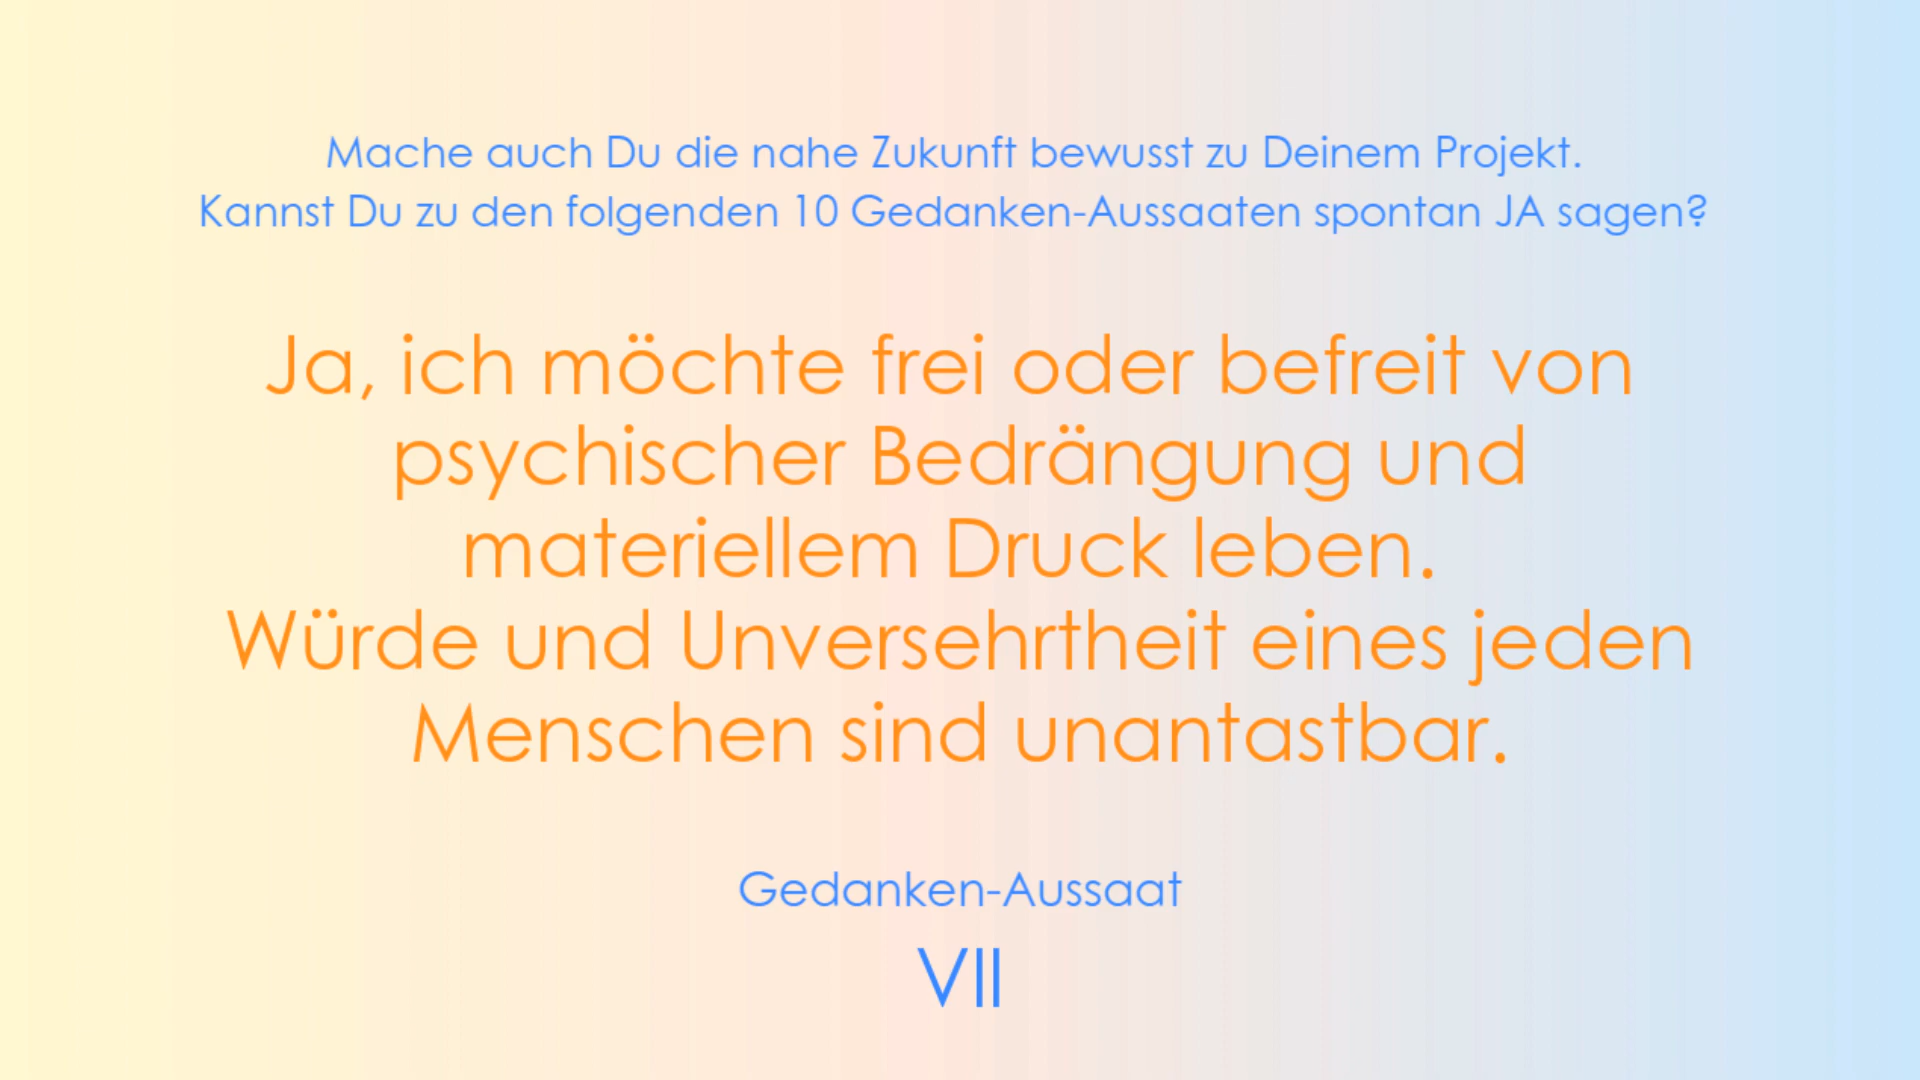 Mache auch Du die nahe Zukunft bewusst zu Deinem Projekt.
Kannst Du zu den folgenden 10 Gedanken-Aussaaten spontan JA sagen?
Ja, ich möchte frei oder befreit von
psychischer Bedrängung und
materiellem Druck leben.
Würde und Unversehrtheit eines jeden
Menschen sind unantastbar.
Gedanken-Aussaat
VII